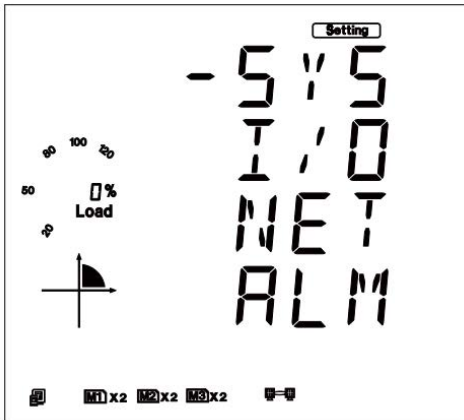 Setting
-SYS
I/O
NET
ALM
20 50 80 100 120
0%
Load
M1 X2 M2 X2 M3 X2